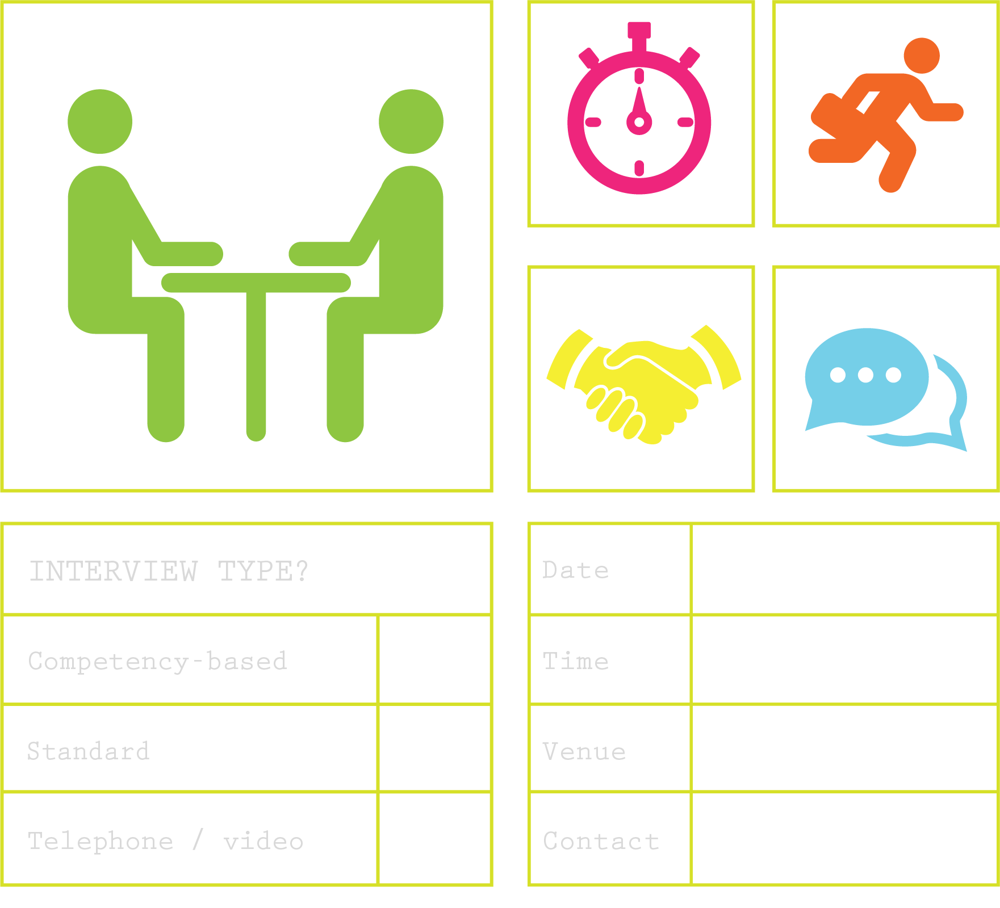 INTERVIEW TYPE?
Competency-based
Standard
Telephone / video
Date
Time
Venue
Contact